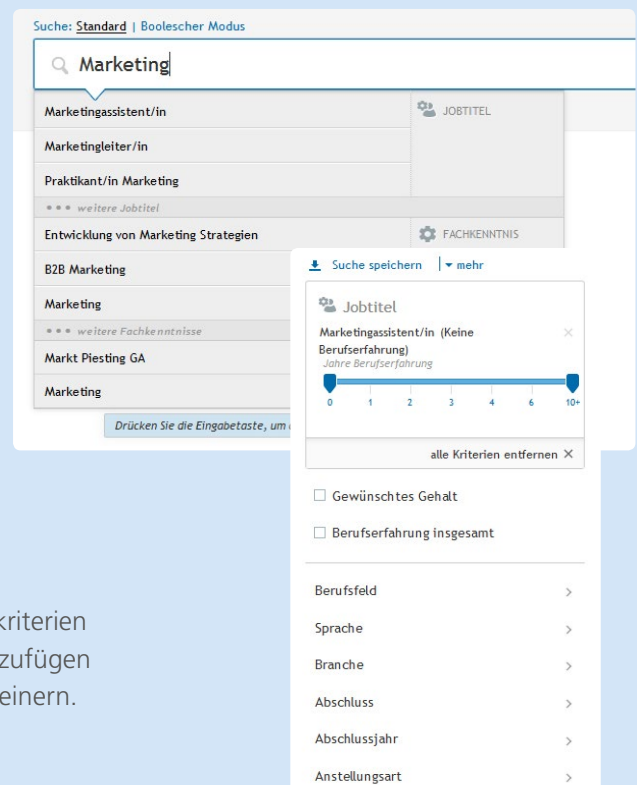 Suche: Standard | Boolescher Modus
Marketing
Marketingassistent/in
JOBTITEL
Marketingleiter/in
Praktikant/in Marketing
••• weitere Jobtitel
Entwicklung von Marketing Strategien
FACHKENNTNIS
B2B Marketing
Marketing
••• weitere Fachkenntnisse
Markt Piesting GA
Marketing
Drücken Sie die Eingabetaste, um
Suche speichern | mehr
Jobtitel
Marketingassistent/in (Keine
Berufserfahrung)
Jahre Berufserfahrung
0 1 2 3 4 6 10+
alle Kriterien entfernen X
Gewünschtes Gehalt
Berufserfahrung insgesamt
Berufsfeld
Sprache
Branche
Abschluss
Abschlussjahr
Anstellungsart
kriterien
zufügen
einern.